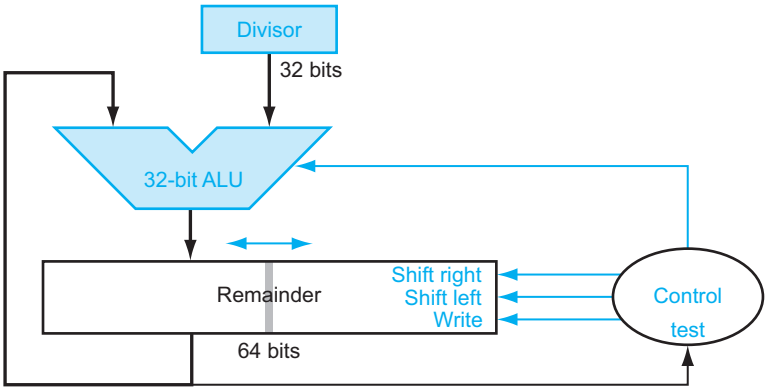 Divisor
32 bits
32-bit ALU
Remainder
Shift right
Shift left
Write
Control
test
64 bits